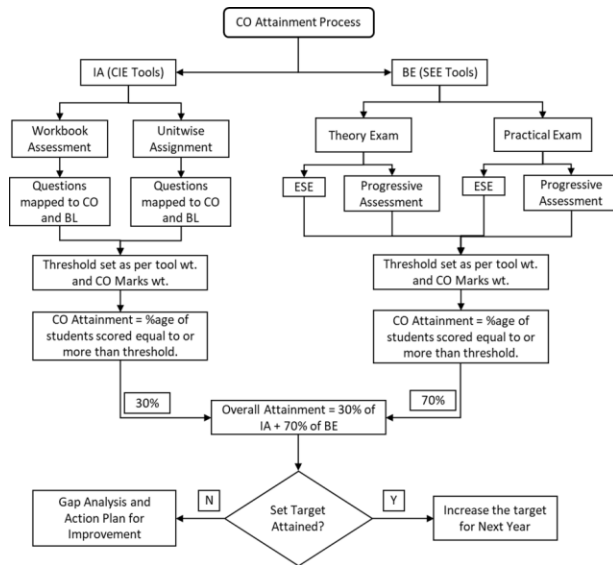 CO Attainment Process
IA (CIE Tools)
BE (SEE Tools)
Workbook
Assessment
Unitwise
Assignment
Theory Exam
Practical Exam
Questions
mapped to CO
and BL
Questions
mapped to CO
and BL
ESE
Progressive
Assessment
ESE
Progressive
Assessment
Threshold set as per tool wt.
and CO Marks wt.
Threshold set as per tool wt.
and CO Marks wt.
CO Attainment = %age of
students scored equal to or
more than threshold.
CO Attainment = %age of
students scored equal to or
more than threshold.
30%
70%
Overall Attainment = 30% of
IA + 70% of BE
Gap Analysis and
Action Plan for
Improvement
N
Set Target
Attained?
Y
Increase the target
for Next Year